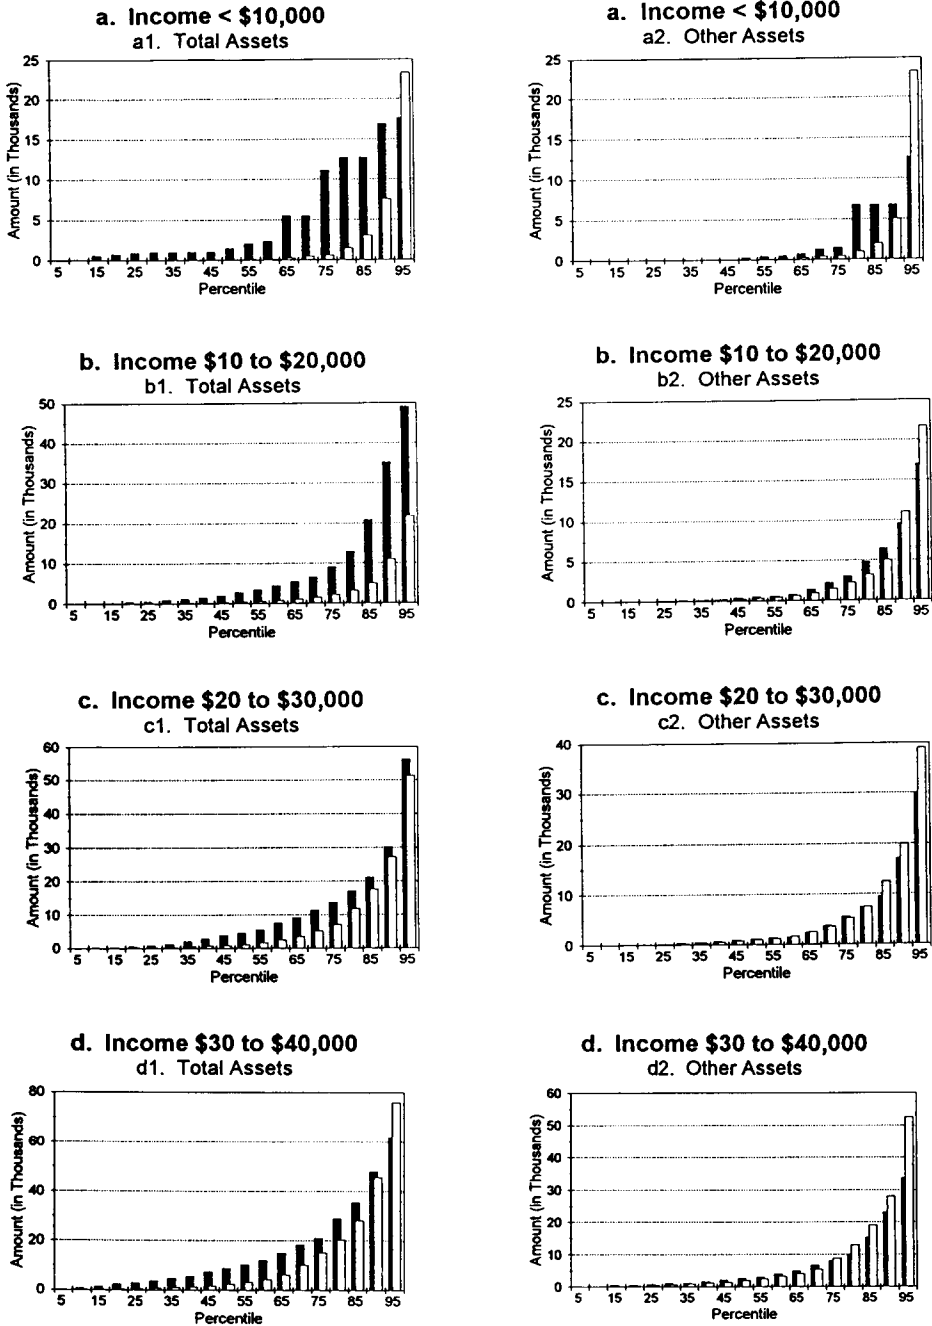 a. Income < $10,000
a1. Total Assets
Amount (in Thousands)
25
20
15
10
5
0
5 15 25 35 45 55 65 75 85 95
Percentile
a. Income < $10,000
a2. Other Assets
Amount (in Thousands)
25
20
15
10
5
0
5 15 25 35 45 55 65 75 85 95
Percentile
b. Income $10 to $20,000
b1. Total Assets
Amount (in Thousands)
50
40
30
20
10
0
5 15 25 35 45 55 65 75 85 95
Percentile
b. Income $10 to $20,000
b2. Other Assets
Amount (in Thousands)
25
20
15
10
5
0
5 15 25 35 45 55 65 75 85 95
Percentile
c. Income $20 to $30,000
c1. Total Assets
Amount (in Thousands)
60
50
40
30
20
10
0
5 15 25 35 45 55 65 75 85 95
Percentile
c. Income $20 to $30,000
c2. Other Assets
Amount (in Thousands)
40
30
20
10
0
5 15 25 35 45 55 65 75 85 95
Percentile
d. Income $30 to $40,000
d1. Total Assets
Amount (in Thousands)
80
60
40
20
0
5 15 25 35 45 55 65 75 85 95
Percentile
d. Income $30 to $40,000
d2. Other Assets
Amount (in Thousands)
60
50
40
30
20
10
0
5 15 25 35 45 55 65 75 85 95
Percentile